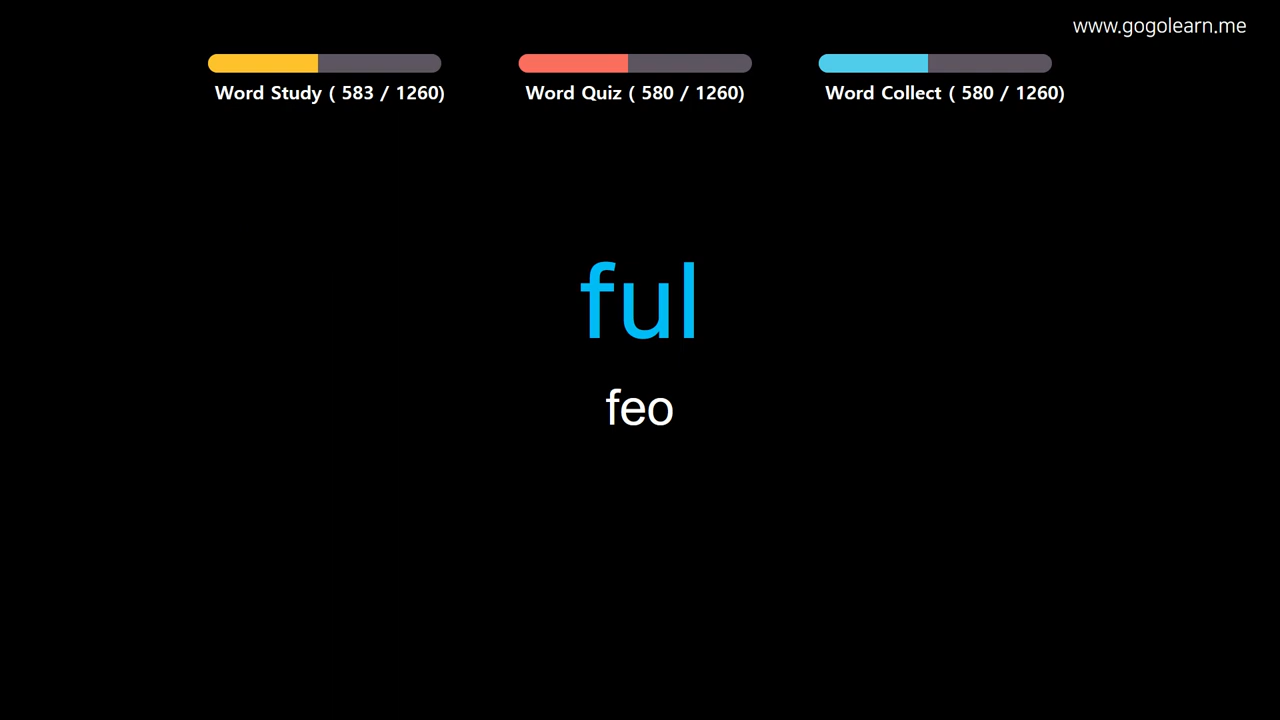 www.gogolearn.me
Word Study ( 583 / 1260)
Word Quiz ( 580 / 1260)
Word Collect ( 580 / 1260)
ful
feo